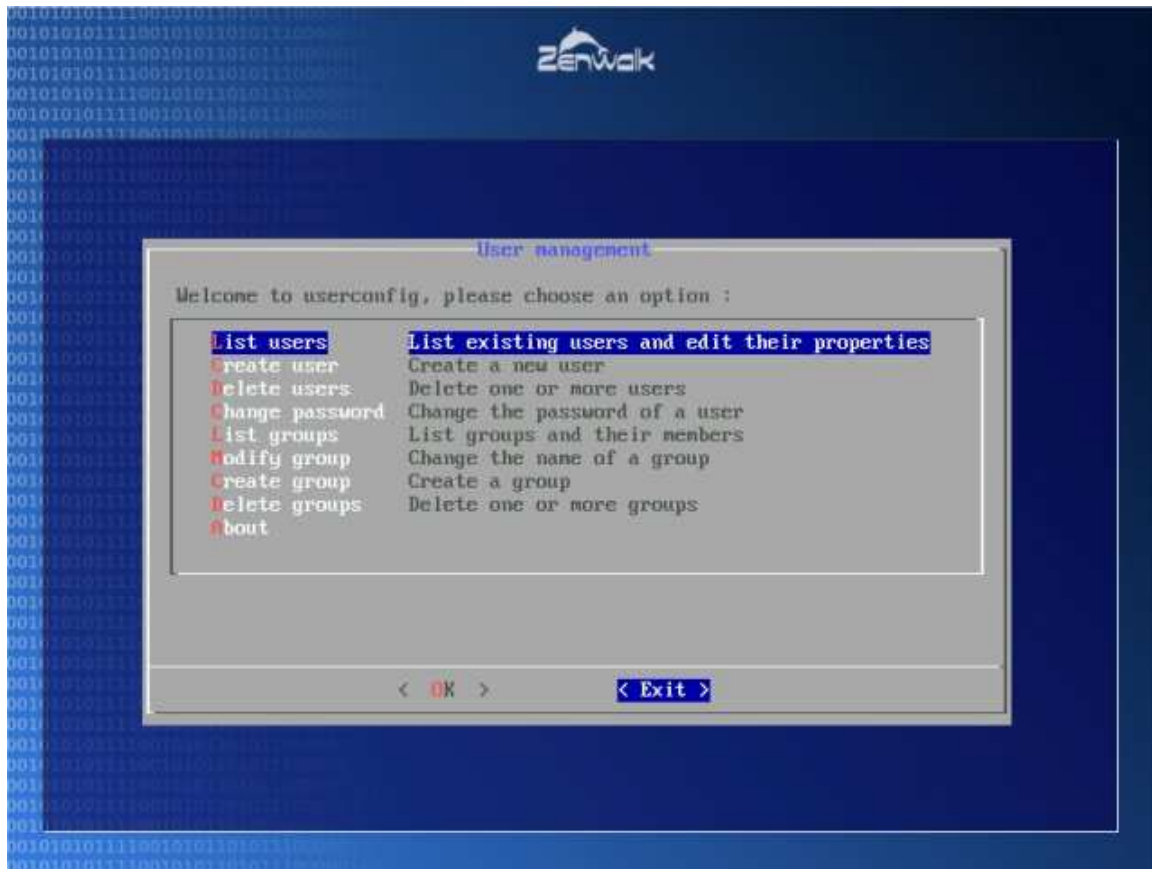 Zenwalk
User management
Welcome to userconfig, please choose an option :
List users List existing users and edit their properties
Create user Create a new user
Delete users Delete one or more users
Change password Change the password of a user
List groups List groups and their members
Modify group Change the name of a group
Create group Create a group
Delete groups Delete one or more groups
About
< OK > < Exit >